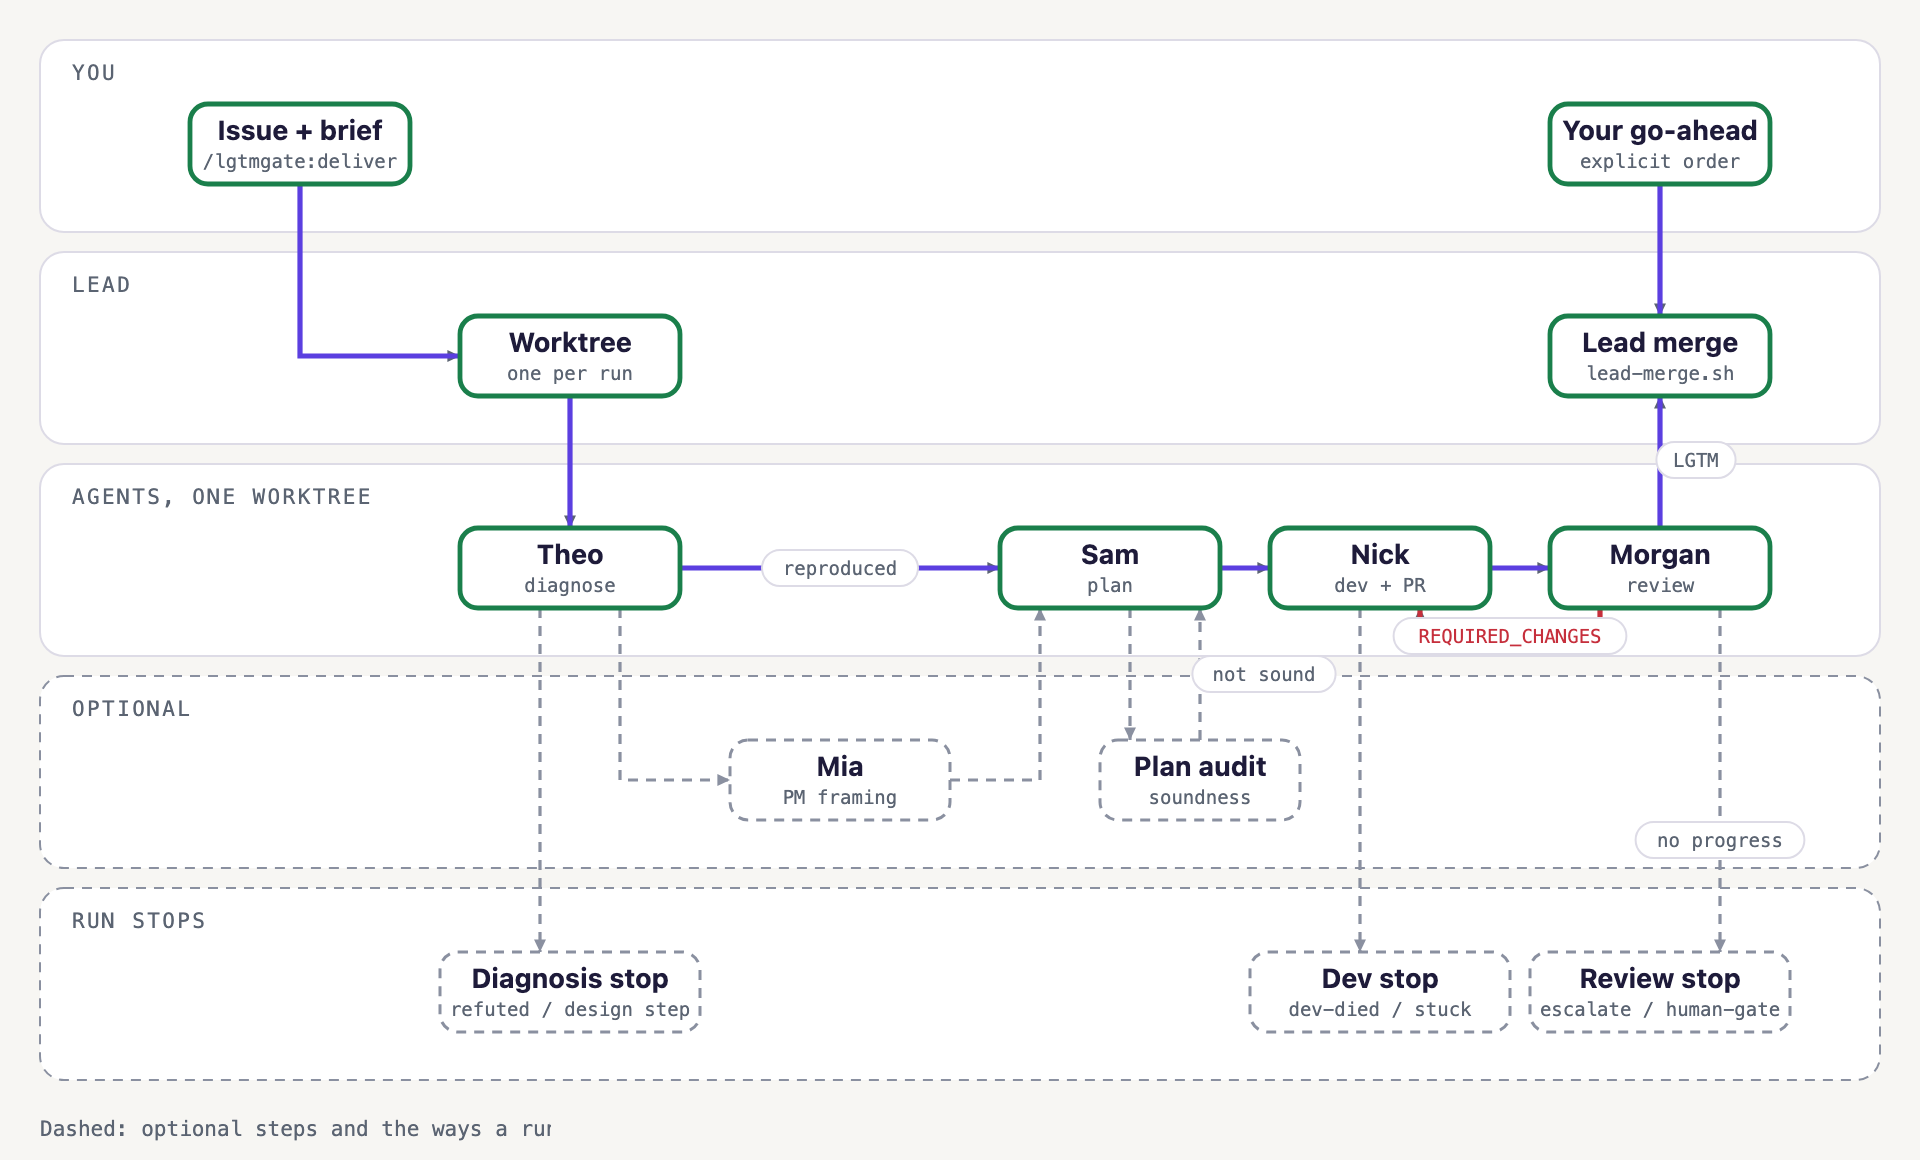 YOU
Issue + brief
/lgtmgate:deliver
Your go-ahead
explicit order
LEAD
Worktree
one per run
Lead merge
lead-merge.sh
LGTM
AGENTS, ONE WORKTREE
Theo
diagnose
reproduced
Sam
plan
Nick
dev + PR
Morgan
review
REQUIRED_CHANGES
not sound
OPTIONAL
Mia
PM framing
Plan audit
soundness
no progress
RUN STOPS
Diagnosis stop
refuted / design step
Dev stop
dev-died / stuck
Review stop
escalate / human-gate
Dashed: optional steps and the ways a run